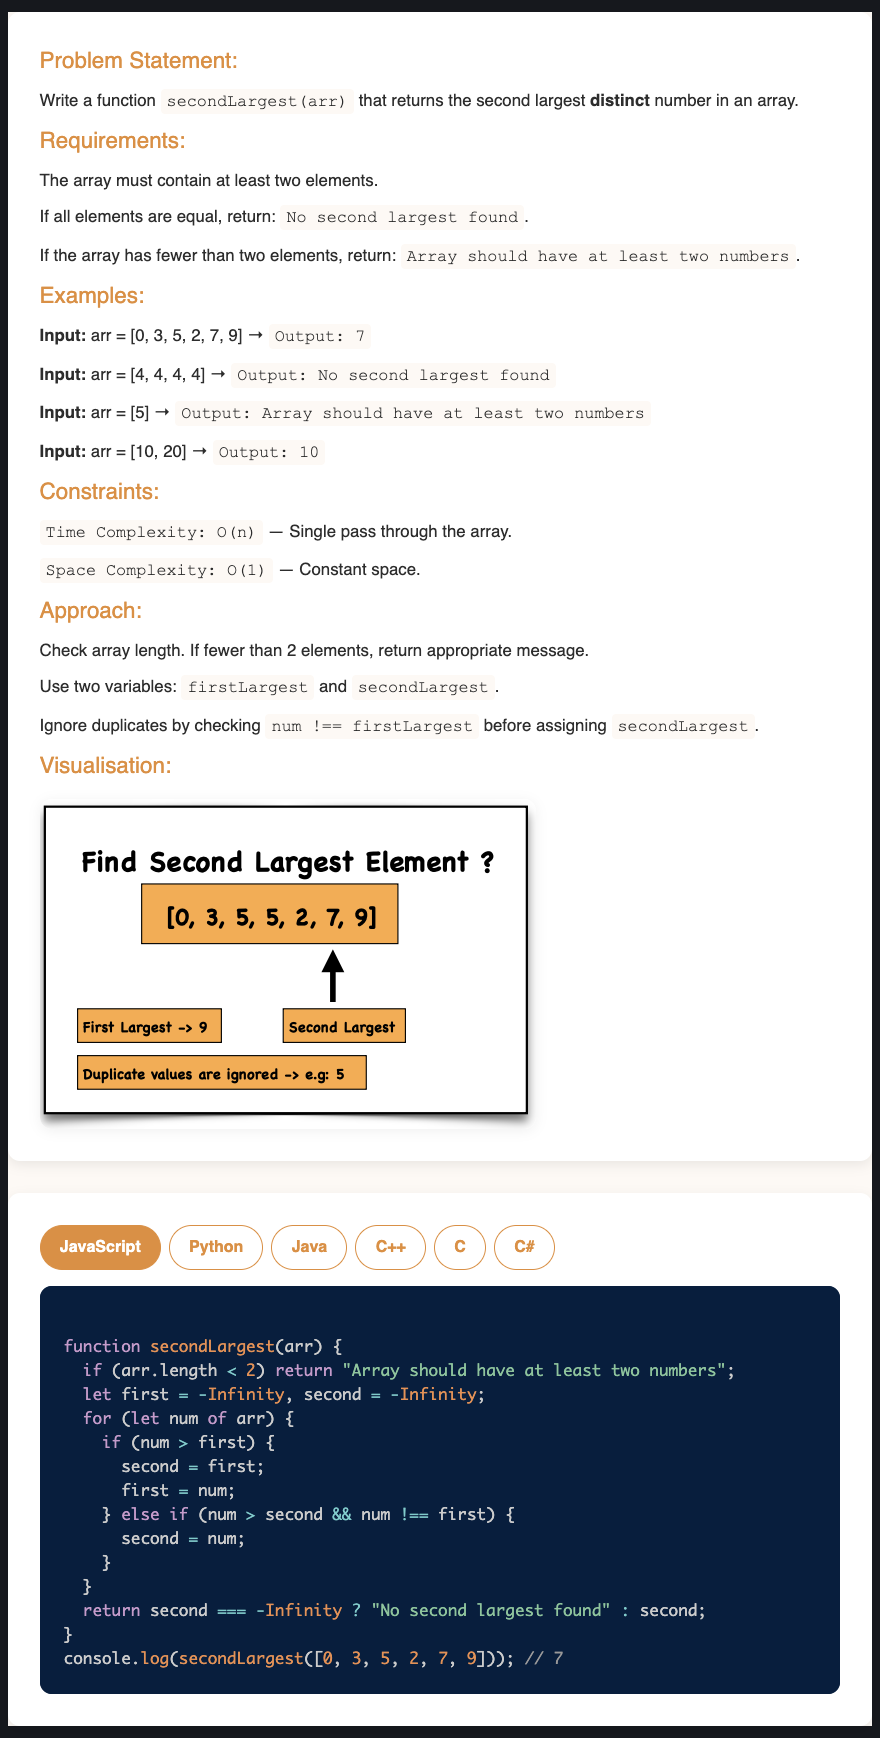 Problem Statement:
Write a function secondLargest(arr) that returns the second largest distinct number in an array.
Requirements:
The array must contain at least two elements.
If all elements are equal, return: No second largest found.
If the array has fewer than two elements, return: Array should have at least two numbers.
Examples:
Input: arr = [0, 3, 5, 2, 7, 9] → Output: 7
Input: arr = [4, 4, 4, 4] → Output: No second largest found
Input: arr = [5] → Output: Array should have at least two numbers
Input: arr = [10, 20] → Output: 10
Constraints:
Time Complexity: O(n) — Single pass through the array.
Space Complexity: O(1) — Constant space.
Approach:
Check array length. If fewer than 2 elements, return appropriate message.
Use two variables: firstLargest and secondLargest.
Ignore duplicates by checking num !== firstLargest before assigning secondLargest.
Visualisation:
Find Second Largest Element ?
[0, 3, 5, 5, 2, 7, 9]
First Largest -> 9 Second Largest
Duplicate values are ignored -> e.g: 5
JavaScript Python Java C++ C C#
function secondLargest(arr) {
  if (arr.length < 2) return "Array should have at least two numbers";
  let first = -Infinity, second = -Infinity;
  for (let num of arr) {
    if (num > first) {
      second = first;
      first = num;
    } else if (num > second && num !== first) {
      second = num;
    }
  }
  return second === -Infinity ? "No second largest found" : second;
}
console.log(secondLargest([0, 3, 5, 2, 7, 9])); // 7